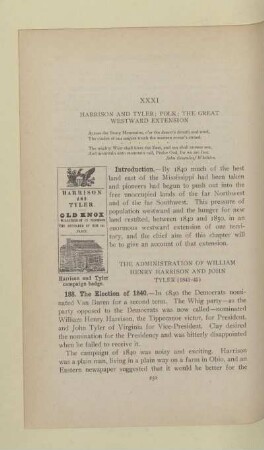 XXXI
HARRISON AND TYLER; POLK; THE GREAT
WESTWARD EXTENSION
Introduction.—By 1840 much of the best
land east of the Mississippi had been taken
and pioneers had begun to push out into the
free unoccupied lands of the far Northwest
and of the far Southwest. This pressure of
population westward and the hunger for new
land resulted, between 1840 and 1850, in an
enormous westward extension of our terri-
tory, and the chief aim of this chapter will
be to give an account of that extension.
HARRISON
AND
TYLER.
OLD KNOX
Harrison and Tyler
campaign badge.
THE ADMINISTRATION OF WILLIAM
HENRY HARRISON AND JOHN
TYLER (1841-45)
188. The Election of 1840.—In 1840 the Democrats nomi-
nated Van Buren for a second term. The Whig party—as the
party opposed to the Democrats was now called—nominated
William Henry Harrison, the Tippecanoe victor, for President,
and John Tyler of Virginia for Vice-President. Clay desired
the nomination for the Presidency and was bitterly disappointed
when he failed to receive it.
The campaign of 1840 was noisy and exciting. Harrison
was a plain man, living in a plain way on a farm in Ohio, and an
Eastern newspaper suggested that it would be better for the